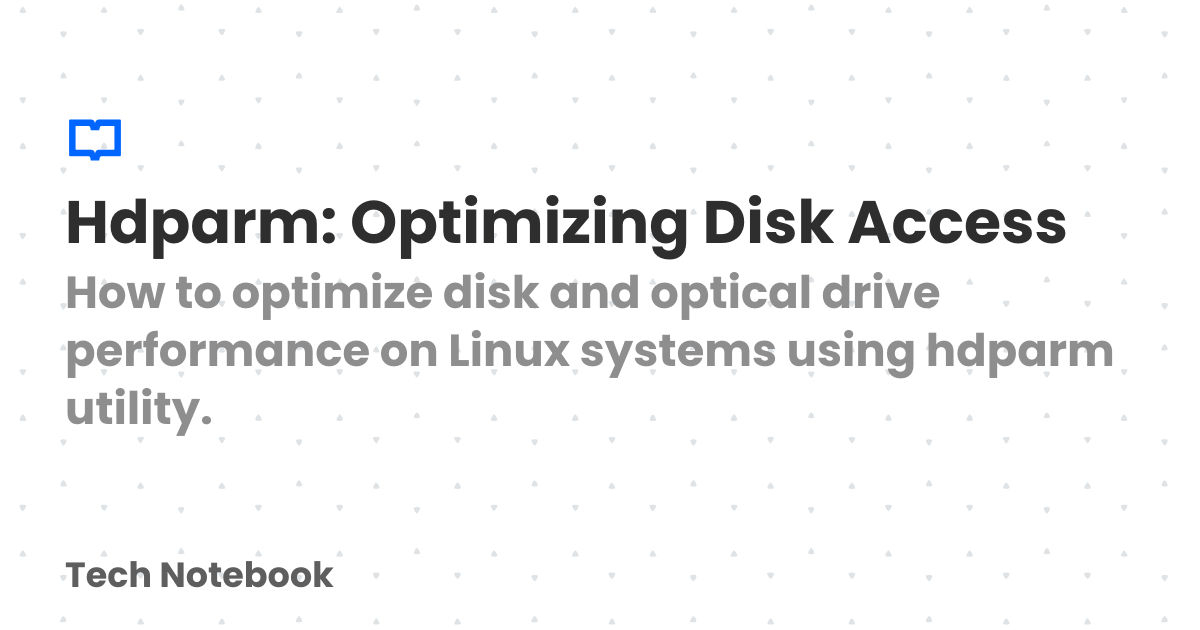 Hdparm: Optimizing Disk Access
How to optimize disk and optical drive
performance on Linux systems using hdparm
utility.
Tech Notebook